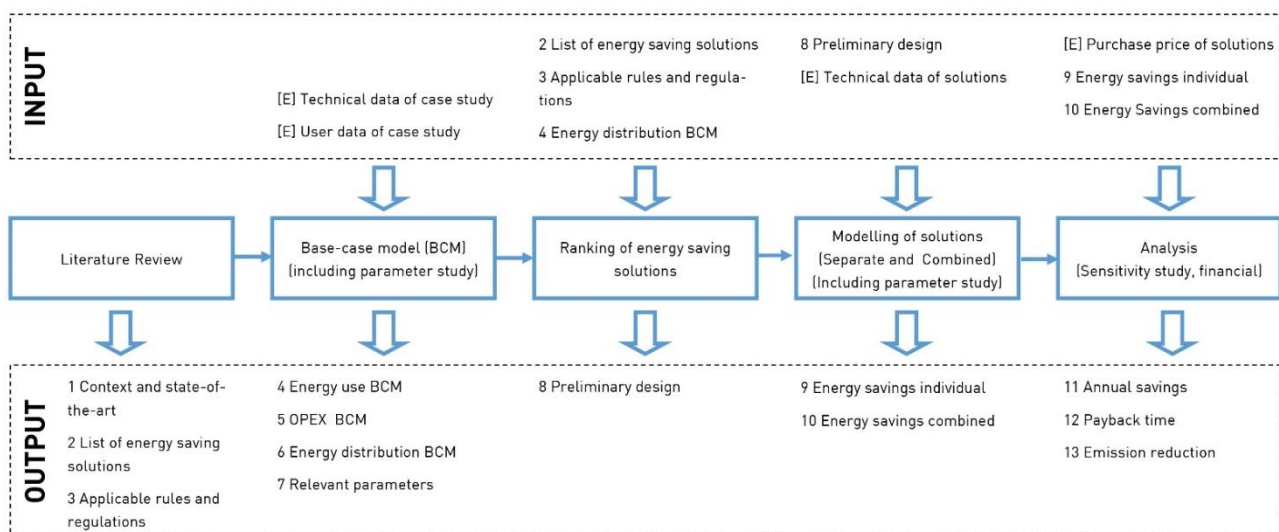 INPUT
[E] Technical data of case study
[E] User data of case study
2 List of energy saving solutions
3 Applicable rules and regula-
tions
4 Energy distribution BCM
8 Preliminary design
[E] Technical data of solutions
[E] Purchase price of solutions
9 Energy savings individual
10 Energy Savings combined
Literature Review
Base-case model (BCM)
(including parameter study)
Ranking of energy saving
solutions
Modelling of solutions
(Separate and Combined)
(Including parameter study)
Analysis
(Sensitivity study, financial)
OUTPUT
1 Context and state-of-
the-art
2 List of energy saving
solutions
3 Applicable rules and
regulations
4 Energy use BCM
5 OPEX BCM
6 Energy distribution BCM
7 Relevant parameters
8 Preliminary design
9 Energy savings individual
10 Energy savings combined
11 Annual savings
12 Payback time
13 Emission reduction